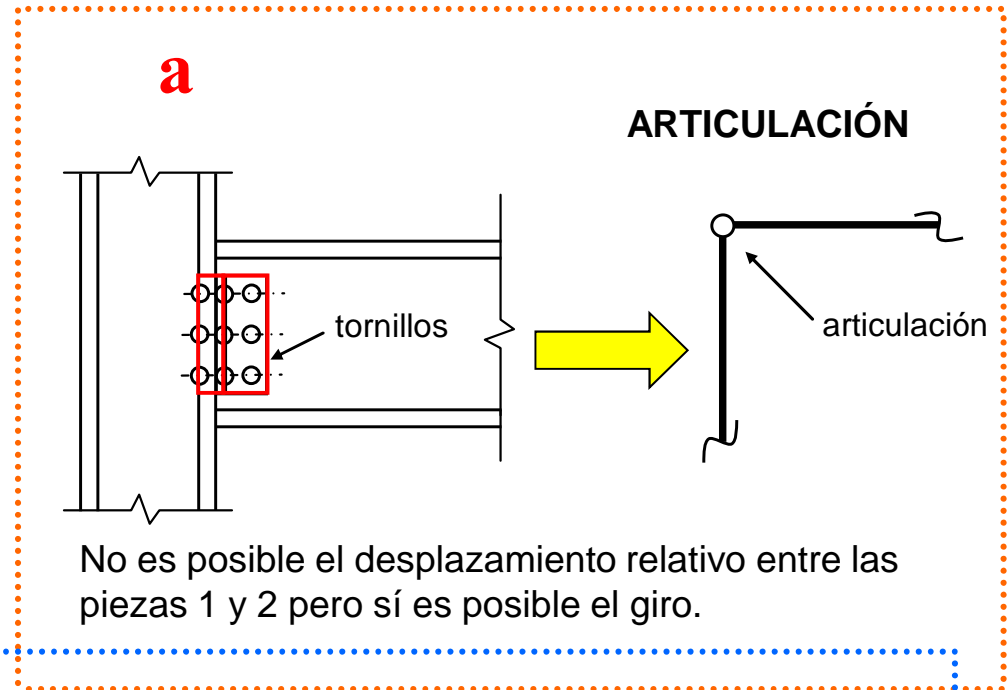 a
ARTICULACIÓN
tornillos
articulación
No es posible el desplazamiento relativo entre las
piezas 1 y 2 pero sí es posible el giro.